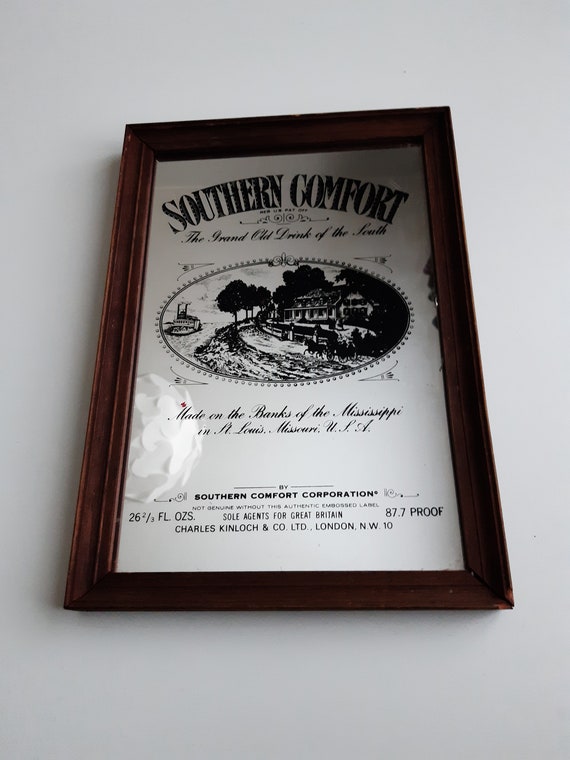 SOUTHERN COMFORT
REG. U.S. PAT. OFF.
The Grand Old Drink of the South
Made on the Banks of the Mississippi
in St. Louis, Missouri, U.S.A.
BY
SOUTHERN COMFORT CORPORATION®
NOT GENUINE WITHOUT THIS AUTHENTIC EMBOSSED LABEL
26 2/3 FL. OZS. SOLE AGENTS FOR GREAT BRITAIN 87.7 PROOF
CHARLES KINLOCH & CO. LTD., LONDON, N.W. 10